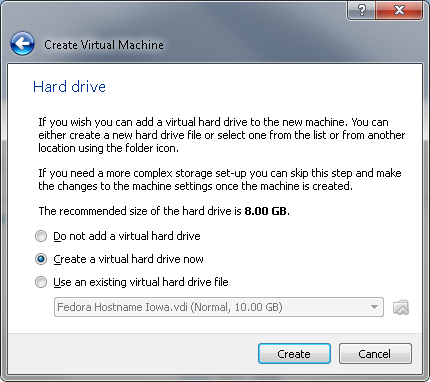 ?
X
Create Virtual Machine
Hard drive
If you wish you can add a virtual hard drive to the new machine. You can
either create a new hard drive file or select one from the list or from another
location using the folder icon.
If you need a more complex storage set-up you can skip this step and make
the changes to the machine settings once the machine is created.
The recommended size of the hard drive is 8.00 GB.
Do not add a virtual hard drive
Create a virtual hard drive now
Use an existing virtual hard drive file
Fedora Hostname Iowa.vdi (Normal, 10.00 GB)
Create
Cancel